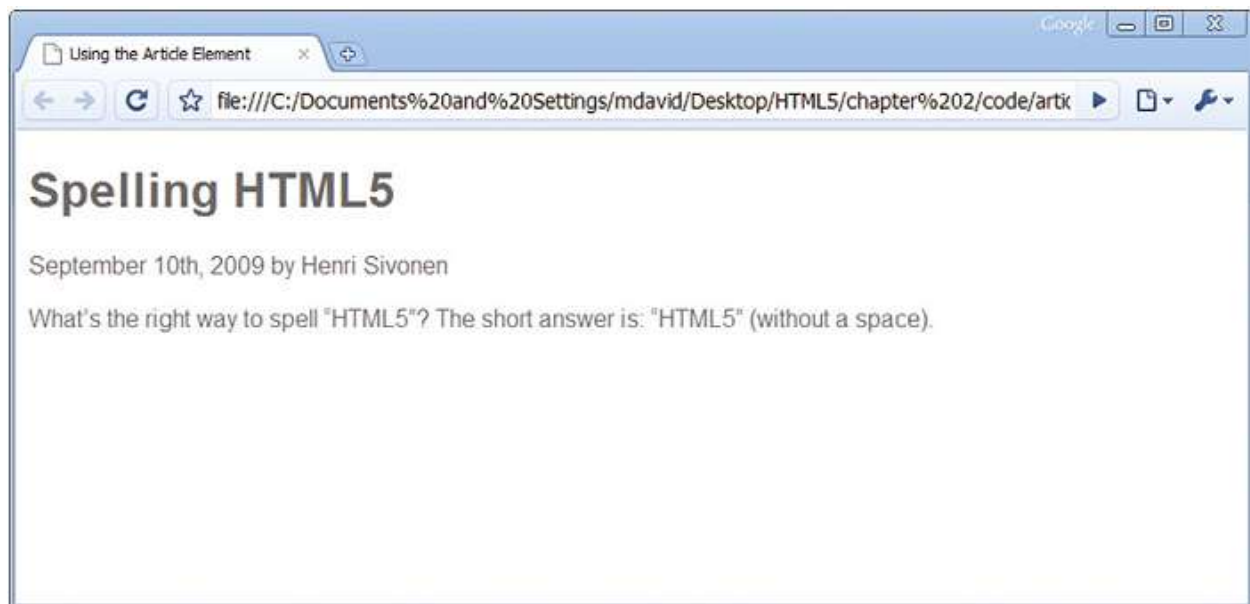 Google
Using the Article Element
file:///C:/Documents%20and%20Settings/mdavid/Desktop/HTML5/chapter%202/code/artic
Spelling HTML5
September 10th, 2009 by Henri Sivonen
What's the right way to spell "HTML5"? The short answer is: "HTML5" (without a space).